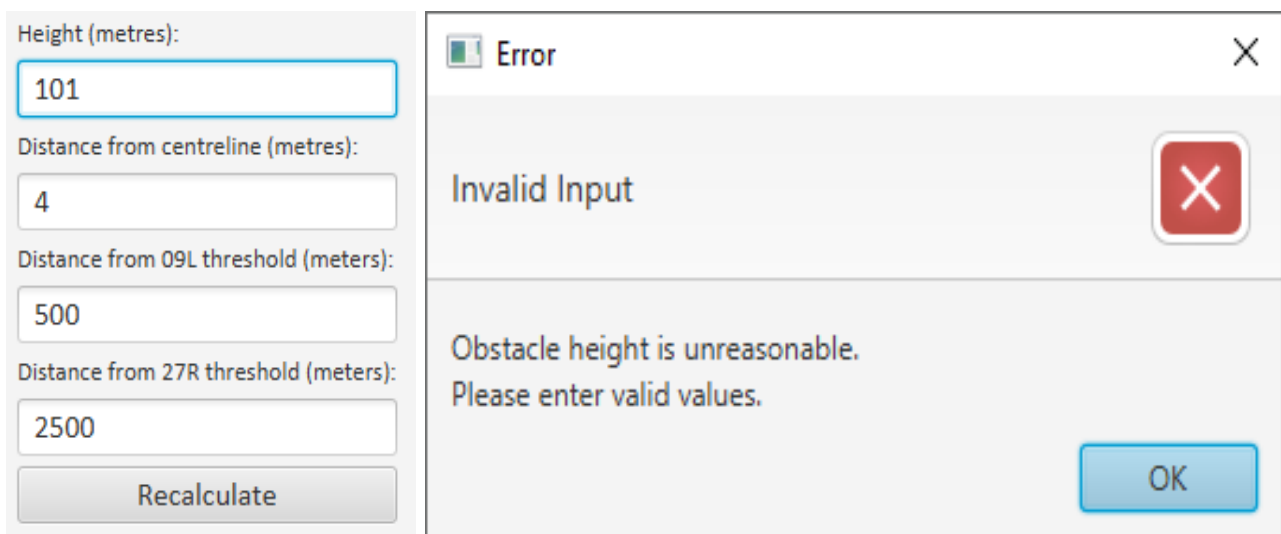 Height (metres):
101
Distance from centreline (metres):
4
Distance from 09L threshold (meters):
500
Distance from 27R threshold (meters):
2500
Recalculate
Error
Invalid Input
Obstacle height is unreasonable.
Please enter valid values.
OK